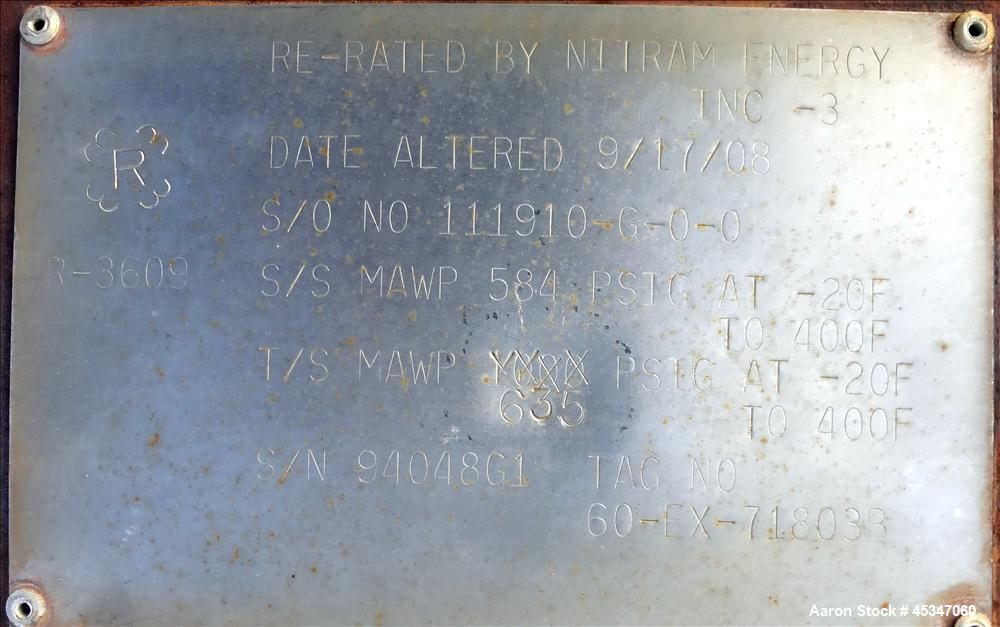 RE-RATED BY NITRAM ENERGY
INC -3
R
DATE ALTERED 9/17/08
S/O NO 111910-G-0-0
R-3609
S/S MAWP 584 PSIG AT -20F
TO 400F
T/S MAWP PSIG AT -20F
635
TO 400F
S/N 94048G1 TAG NO
60-EX-71803B
Aaron Stock # 45347060